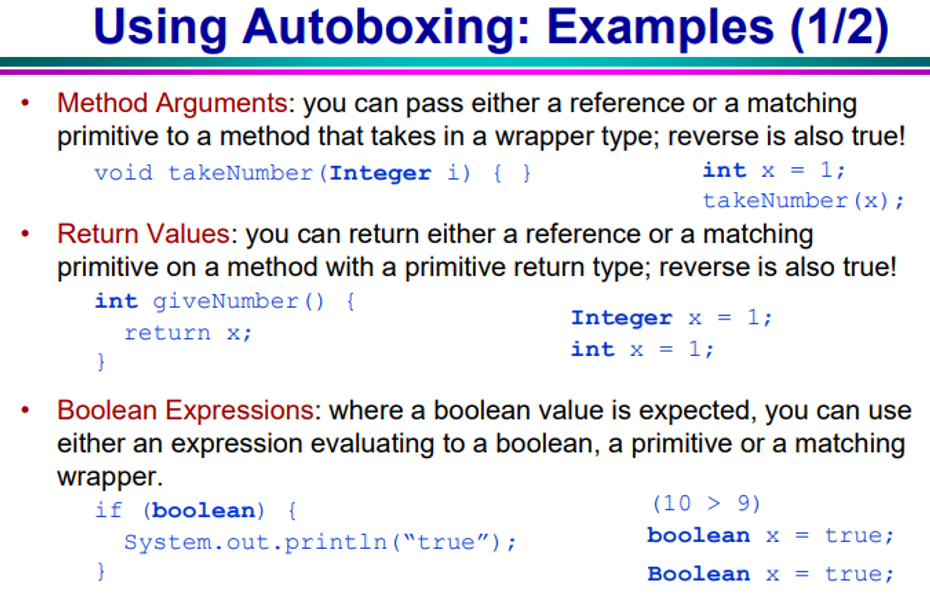 Using Autoboxing: Examples (1/2)
• Method Arguments: you can pass either a reference or a matching
primitive to a method that takes in a wrapper type; reverse is also true!
void takeNumber(Integer i) { }
int x = 1;
takeNumber(x);
• Return Values: you can return either a reference or a matching
primitive on a method with a primitive return type; reverse is also true!
int giveNumber() {
return x;
}
Integer x = 1;
int x = 1;
• Boolean Expressions: where a boolean value is expected, you can use
either an expression evaluating to a boolean, a primitive or a matching
wrapper.
if (boolean) {
System.out.println(“true”);
}
(10 > 9)
boolean x = true;
Boolean x = true;